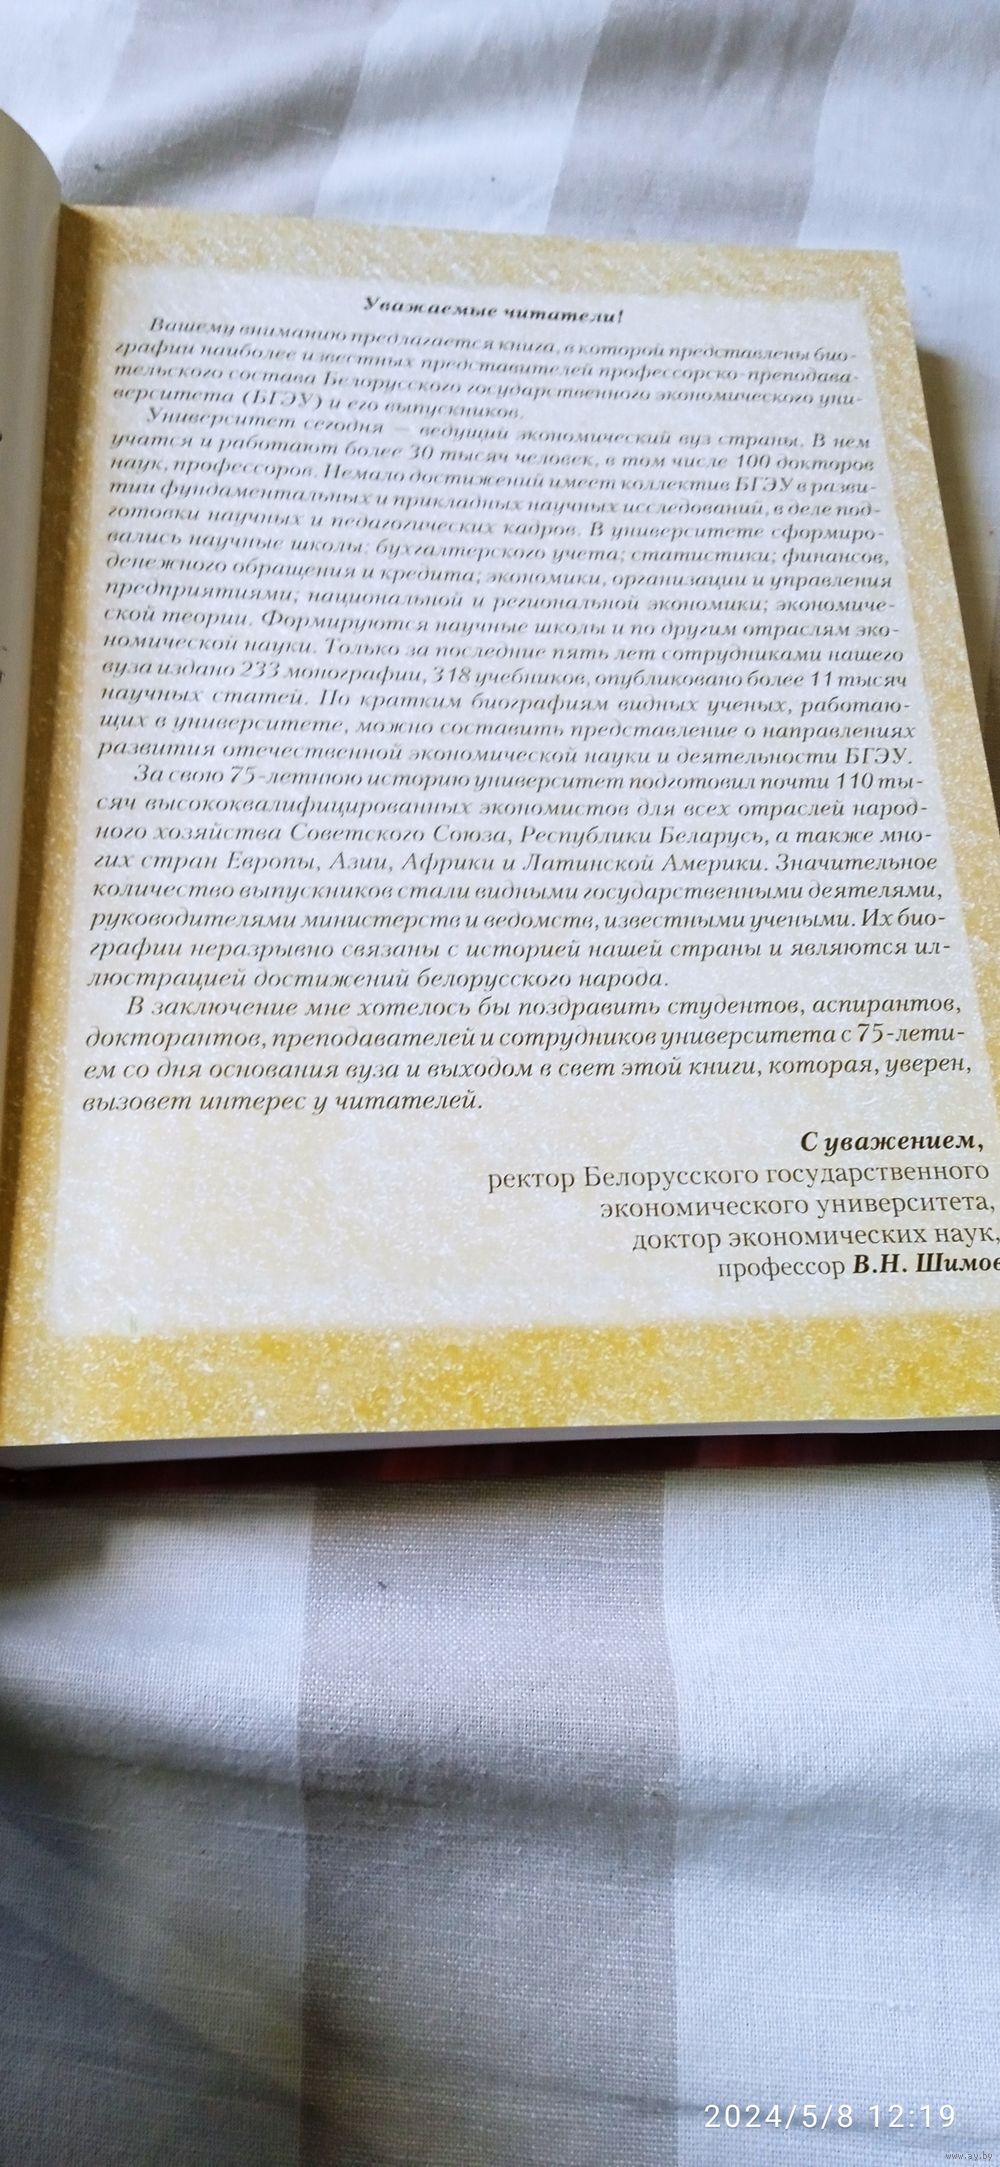 Уважаемые читатели!
Вашему вниманию предлагается книга, в которой представлены био-
графии наиболее известных представителей профессорско-преподава-
тельского состава Белорусского государственного экономического уни-
верситета (БГЭУ) и его выпускников.
Университет сегодня — ведущий экономический вуз страны. В нем
учатся и работают более 30 тысяч человек, в том числе 100 докторов
наук, профессоров. Немало достижений имеет коллектив БГЭУ в разви-
тии фундаментальных и прикладных научных исследований, в деле под-
готовки научных и педагогических кадров. В университете сформиро-
вались научные школы: бухгалтерского учета; статистики; финансов,
денежного обращения и кредита; экономики, организации и управления
предприятиями; национальной и региональной экономики; экономиче-
ской теории. Формируются научные школы и по другим отраслям эко-
номической науки. Только за последние пять лет сотрудниками нашего
вуза издано 233 монографии, 318 учебников, опубликовано более 11 тысяч
научных статей. По кратким биографиям видных ученых, работаю-
щих в университете, можно составить представление о направлениях
развития отечественной экономической науки и деятельности БГЭУ.
За свою 75-летнюю историю университет подготовил почти 110 ты-
сяч высококвалифицированных экономистов для всех отраслей народ-
ного хозяйства Советского Союза, Республики Беларусь, а также мно-
гих стран Европы, Азии, Африки и Латинской Америки. Значительное
количество выпускников стали видными государственными деятелями,
руководителями министерств и ведомств, известными учеными. Их био-
графии неразрывно связаны с историей нашей страны и являются ил-
люстрацией достижений белорусского народа.
В заключение мне хотелось бы поздравить студентов, аспирантов,
докторантов, преподавателей и сотрудников университета с 75-лети-
ем со дня основания вуза и выходом в свет этой книги, которая, уверен,
вызовет интерес у читателей.
С уважением,
ректор Белорусского государственного
экономического университета,
доктор экономических наук,
профессор В.Н. Шимов
2024/5/8 12:19
www.ay.by